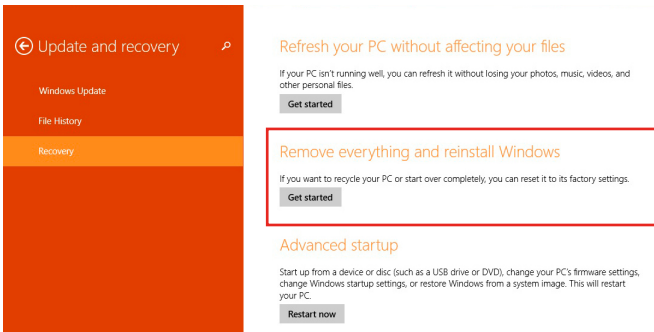 Update and recovery
Windows Update
File History
Recovery
Refresh your PC without affecting your files
If your PC isn't running well, you can refresh it without losing your photos, music, videos, and
other personal files.
Get started
Remove everything and reinstall Windows
If you want to recycle your PC or start over completely, you can reset it to its factory settings.
Get started
Advanced startup
Start up from a device or disc (such as a USB drive or DVD), change your PC's firmware settings,
change Windows startup settings, or restore Windows from a system image. This will restart
your PC.
Restart now